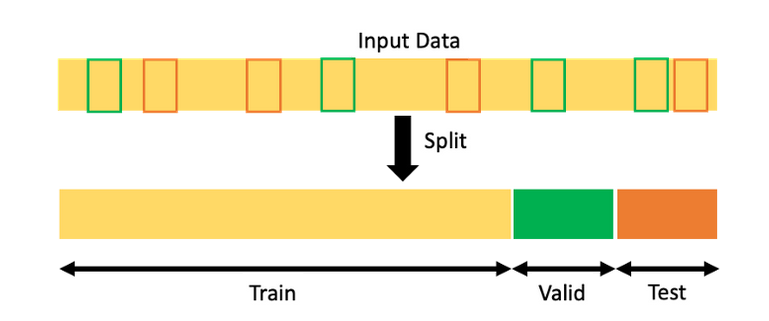 Input Data
Split
Train
Valid
Test